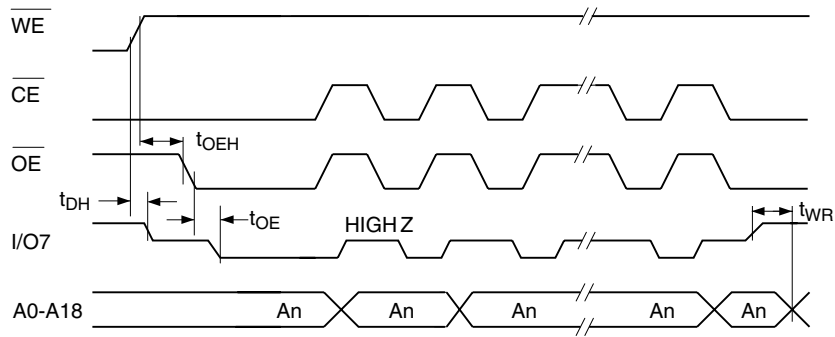 WE
CE
tOEH
OE
tDH
tOE
tWR
I/O7
HIGH Z
A0-A18 An An An An An